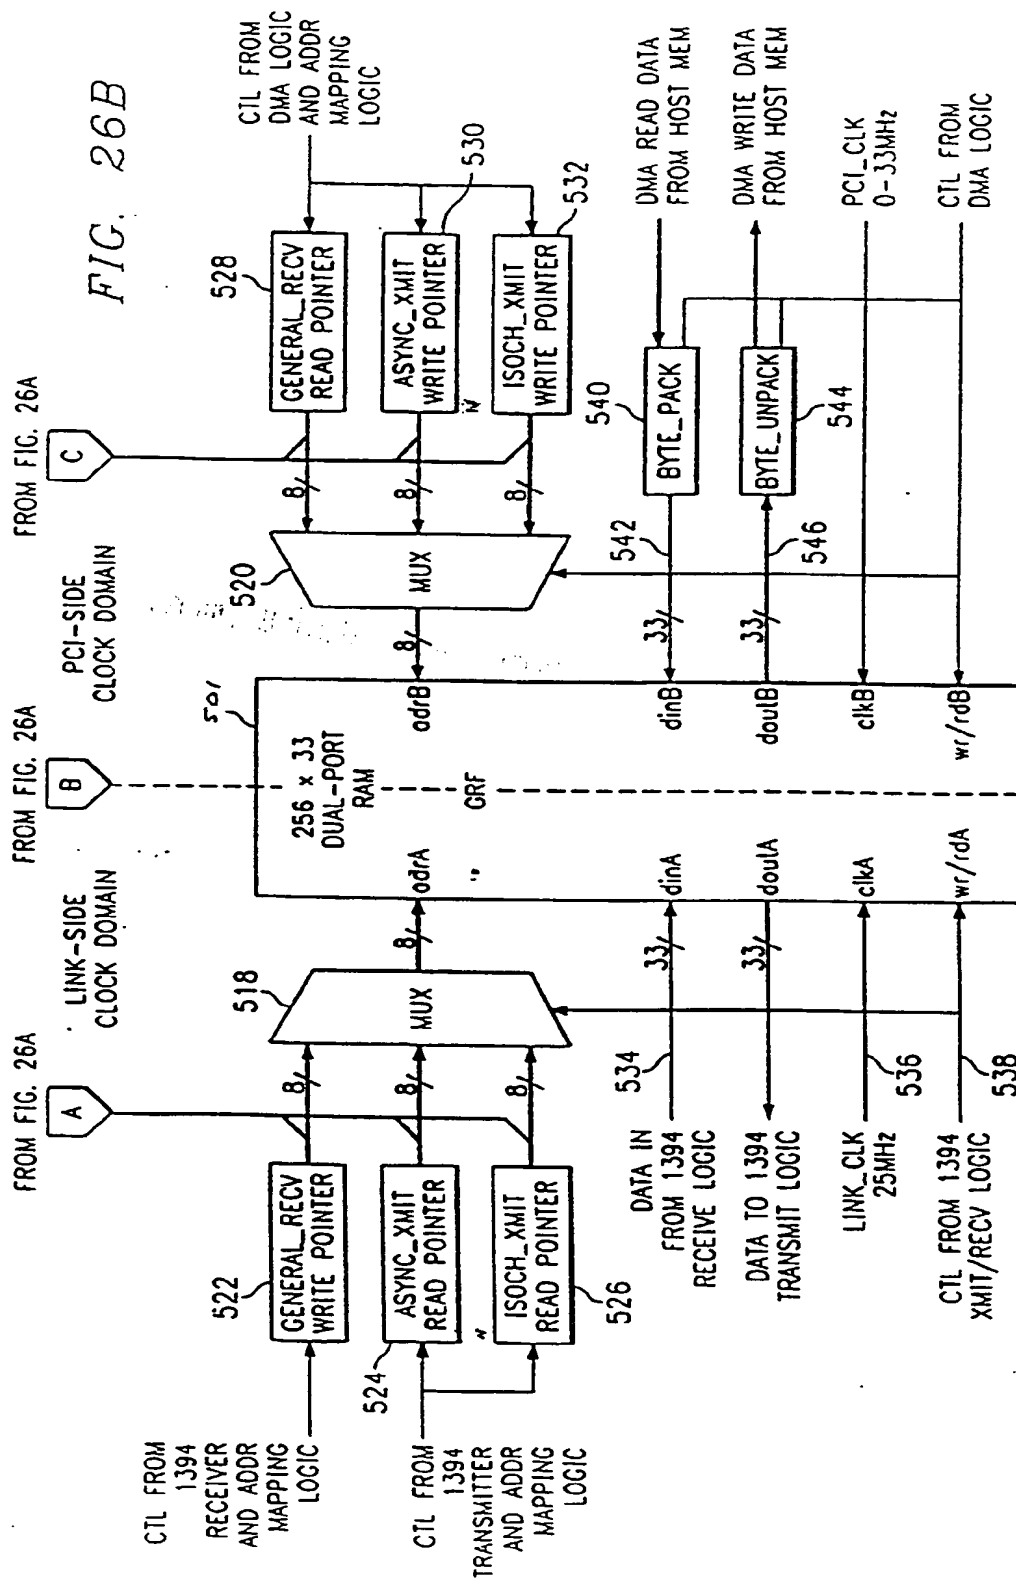 FIG. 26B
FROM FIG. 26A
A
LINK-SIDE
CLOCK DOMAIN
FROM FIG. 26A
B
PCI-SIDE
CLOCK DOMAIN
FROM FIG. 26A
C
CTL FROM
1394
RECEIVER
AND ADDR
MAPPING
LOGIC
522
GENERAL_RECV
WRITE POINTER
8
CTL FROM
1394
TRANSMITTER
AND ADDR
MAPPING
LOGIC
524
ASYNC_XMIT
READ POINTER
8
ISOCH_XMIT
READ POINTER
526
8
518
MUX
8
501
256 x 33
DUAL-PORT
RAM
GRF
adrA
adrB
520
MUX
8
528
GENERAL_RECV
READ POINTER
8
ASYNC_XMIT
WRITE POINTER
530
8
ISOCH_XMIT
WRITE POINTER
532
8
CTL FROM
DMA LOGIC
AND ADDR
MAPPING
LOGIC
DATA IN
FROM 1394
RECEIVE LOGIC
534
33
dinA
dinB
33
542
BYTE_PACK
540
DMA READ DATA
FROM HOST MEM
DATA TO 1394
TRANSMIT LOGIC
33
doutA
doutB
33
546
BYTE_UNPACK
544
DMA WRITE DATA
FROM HOST MEM
LINK_CLK
25MHz
536
clkA
clkB
PCI_CLK
0-33MHz
CTL FROM 1394
XMIT/RECV LOGIC
538
wr/rdA
wr/rdB
CTL FROM
DMA LOGIC